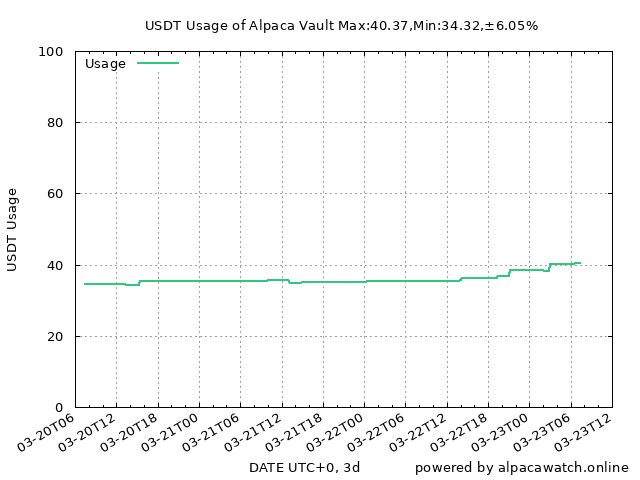 USDT Usage of Alpaca Vault Max:40.37,Min:34.32,±6.05%
Usage
USDT Usage
100
80
60
40
20
0
03-20T06
03-20T12
03-20T18
03-21T00
03-21T06
03-21T12
03-21T18
03-22T00
03-22T06
03-22T12
03-22T18
03-23T00
03-23T06
03-23T12
DATE UTC+0, 3d
powered by alpacawatch.online